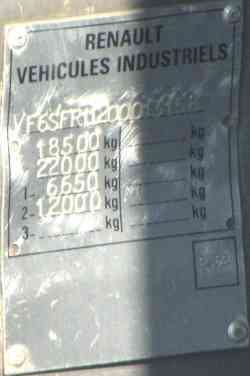 RENAULT
VEHICULES INDUSTRIELS
18500 kg kg
22000 kg kg
1- 6650 kg kg
2- 12000 kg kg
3- kg kg